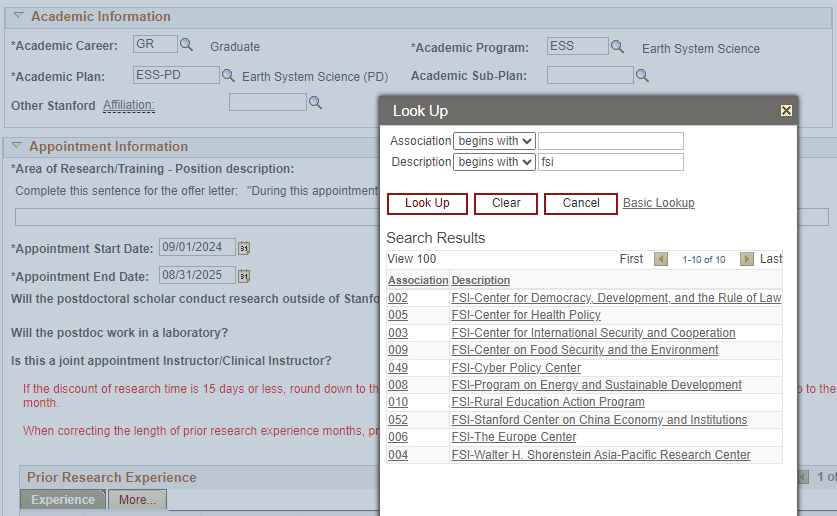 Academic Information
*Academic Career: GR Graduate *Academic Program: ESS Earth System Science
*Academic Plan: ESS-PD Earth System Science (PD) Academic Sub-Plan:
Other Stanford Affiliation:
Appointment Information
*Area of Research/Training - Position description:
Complete this sentence for the offer letter: "During this appointment
*Appointment Start Date: 09/01/2024 31
*Appointment End Date: 08/31/2025 31
Will the postdoctoral scholar conduct research outside of Stanfo
Will the postdoc work in a laboratory?
Is this a joint appointment Instructor/Clinical Instructor?
If the discount of research time is 15 days or less, round down to th
p to the
month.
When correcting the length of prior research experience months, pr
Prior Research Experience
1 of
Experience More...
Look Up
Association begins with
Description begins with fsi
Look Up Clear Cancel Basic Lookup
Search Results
View 100 First 1-10 of 10 Last
Association Description
002 FSI-Center for Democracy, Development, and the Rule of Law
005 FSI-Center for Health Policy
003 FSI-Center for International Security and Cooperation
009 FSI-Center on Food Security and the Environment
049 FSI-Cyber Policy Center
008 FSI-Program on Energy and Sustainable Development
010 FSI-Rural Education Action Program
052 FSI-Stanford Center on China Economy and Institutions
006 FSI-The Europe Center
004 FSI-Walter H. Shorenstein Asia-Pacific Research Center